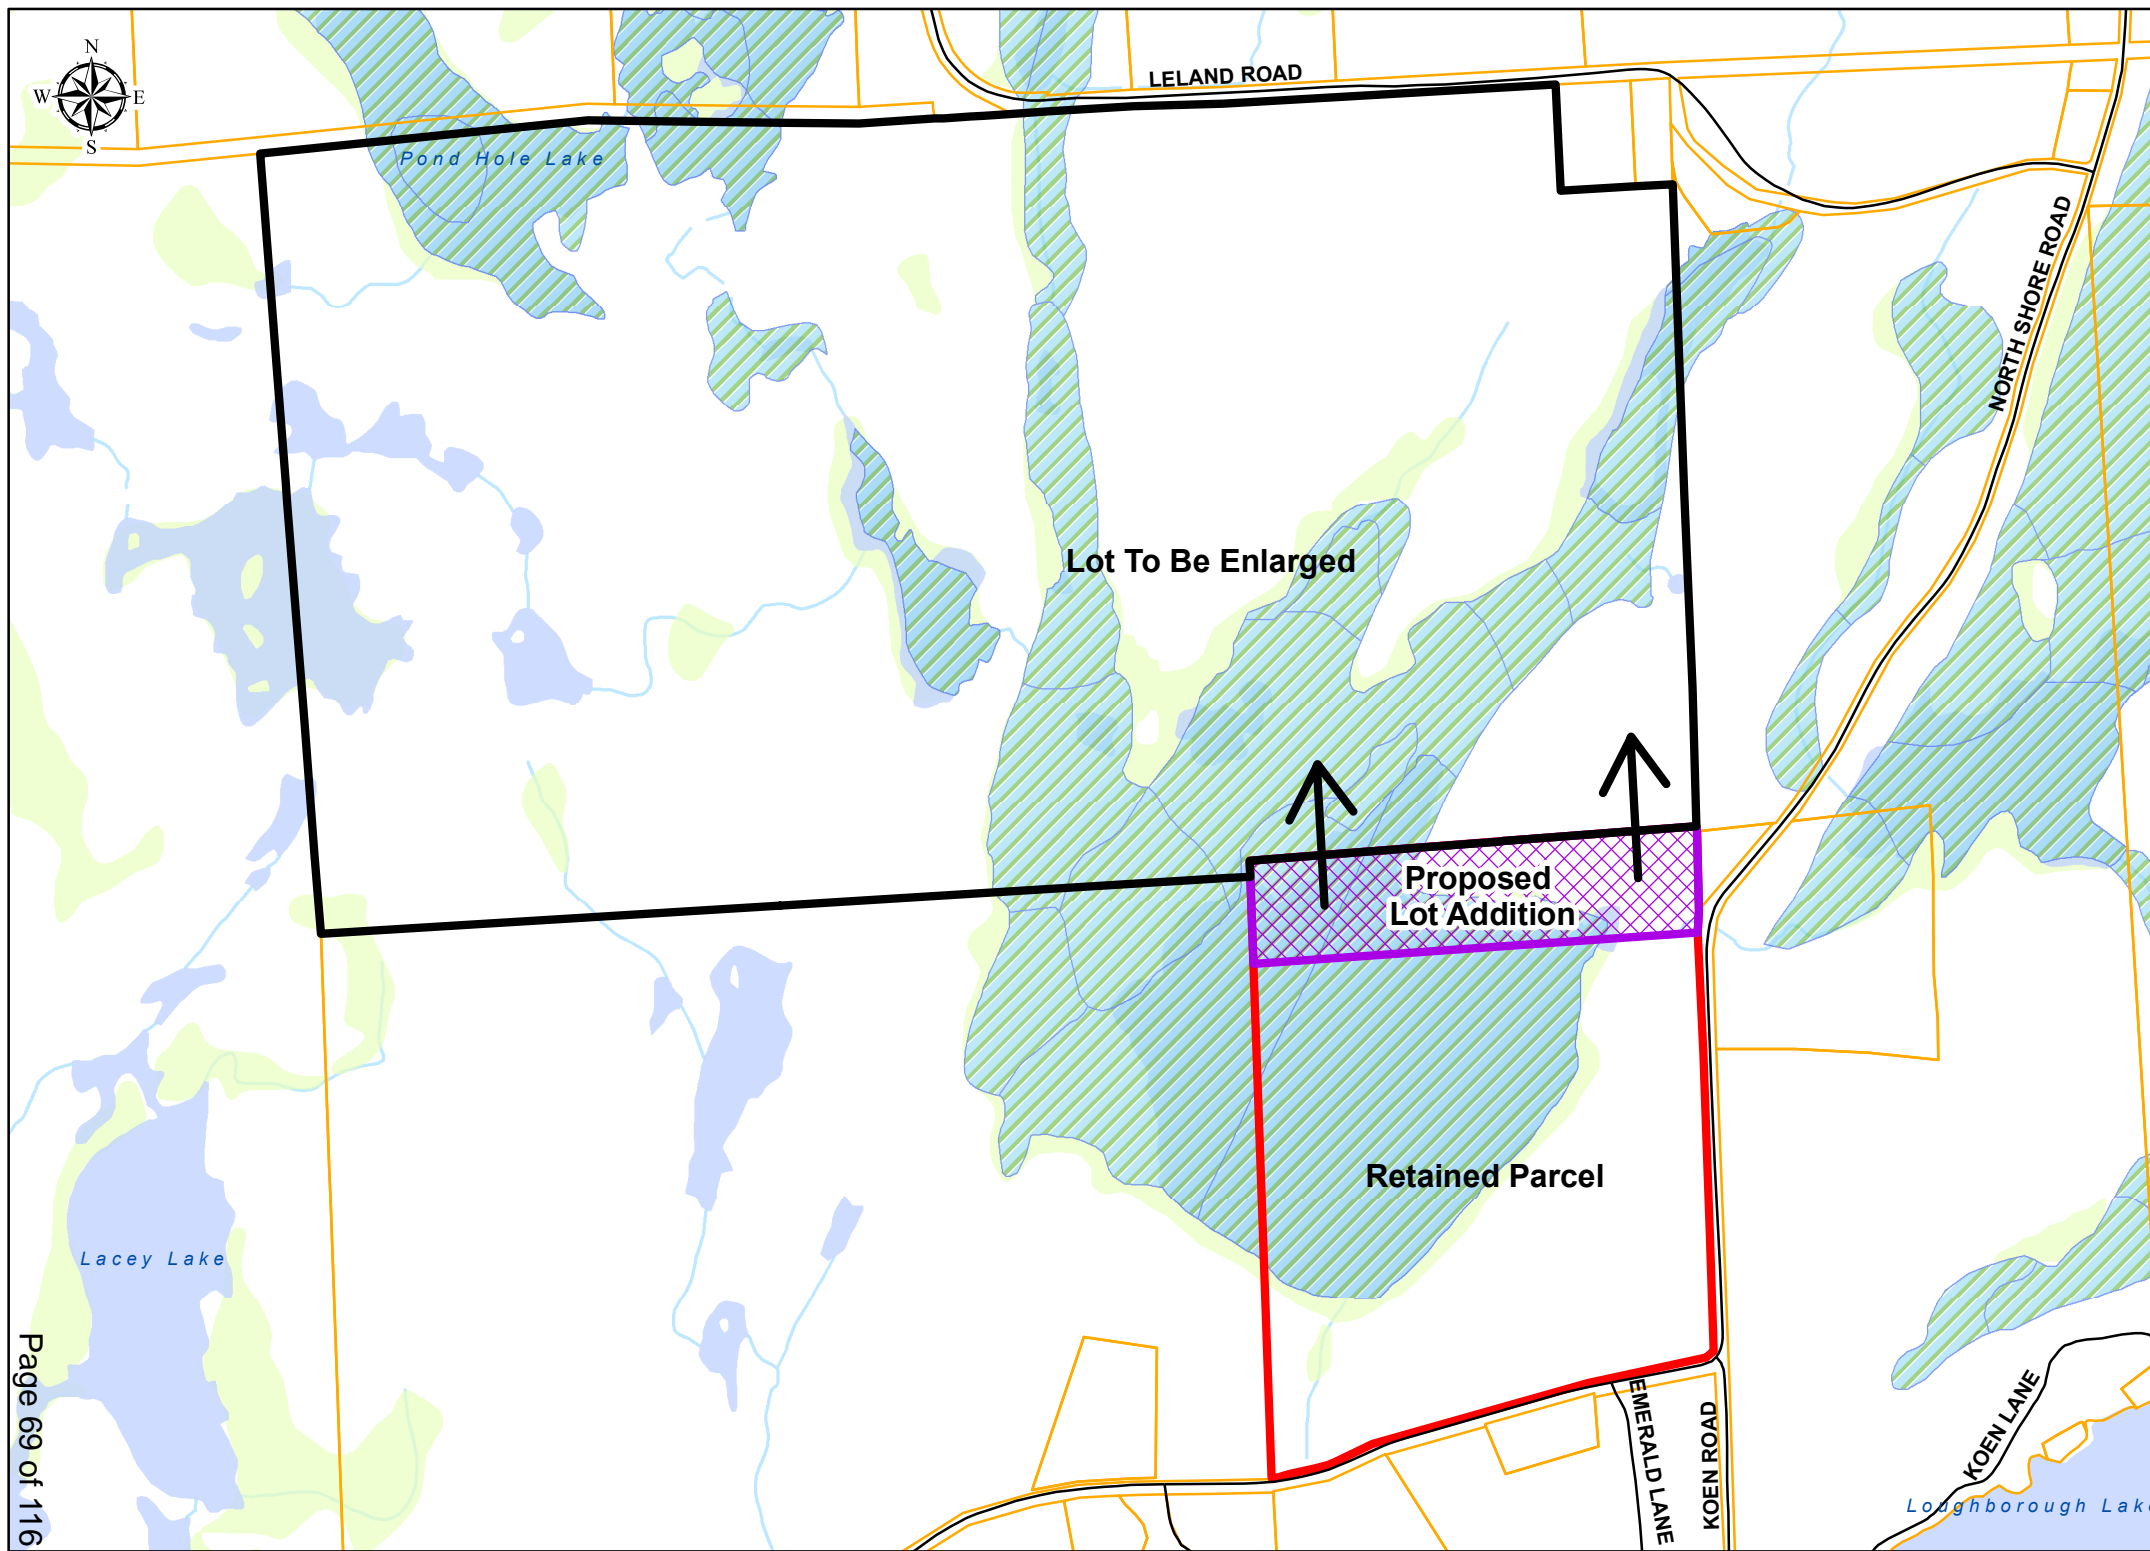 N
W E
S
LELAND ROAD
Pond Hole Lake
NORTH SHORE ROAD
Lot To Be Enlarged
Proposed
Lot Addition
Retained Parcel
Lacey Lake
Page 69 of 116
EMERALD LANE
KOEN ROAD
KOEN LANE
Loughborough Lake